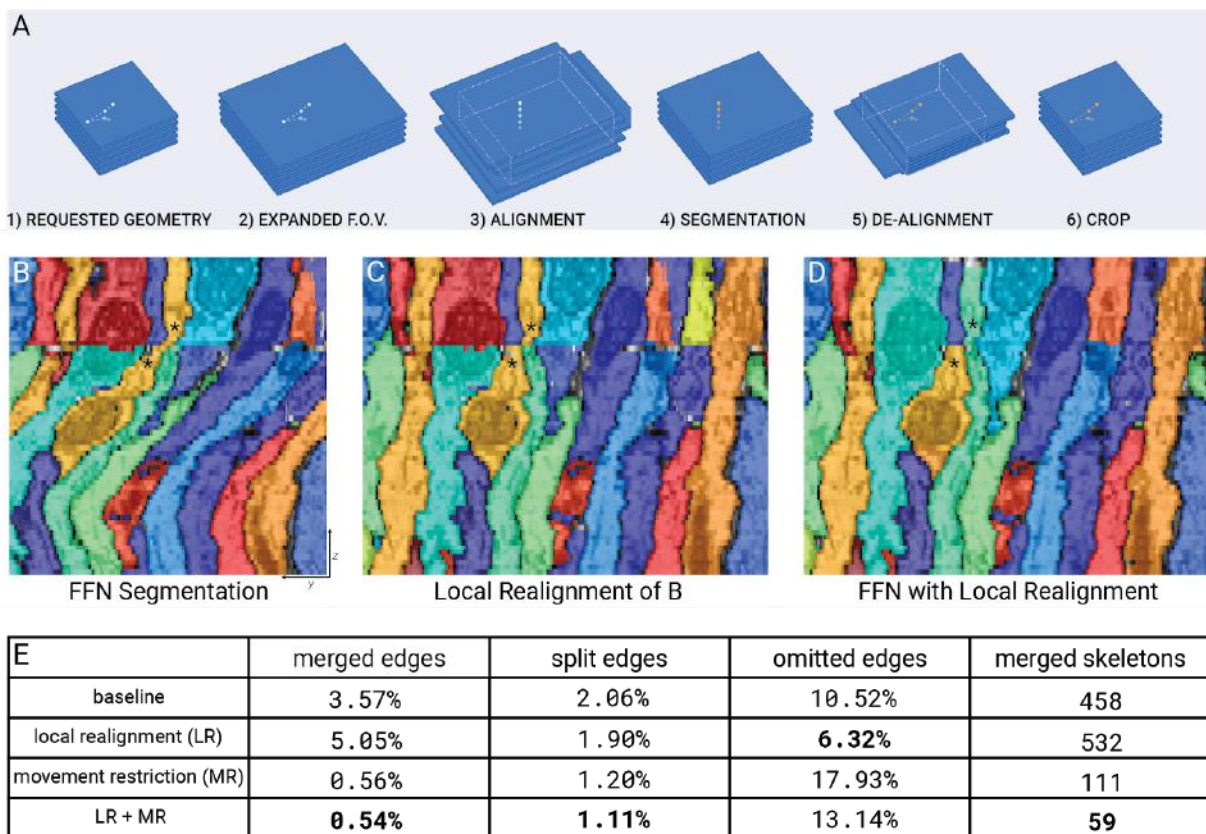 A
1) REQUESTED GEOMETRY 2) EXPANDED F.O.V. 3) ALIGNMENT 4) SEGMENTATION 5) DE-ALIGNMENT 6) CROP
B C D
* * * * * *
z
y
FFN Segmentation Local Realignment of B FFN with Local Realignment
E merged edges split edges omitted edges merged skeletons
baseline 3.57% 2.06% 10.52% 458
local realignment (LR) 5.05% 1.90% 6.32% 532
movement restriction (MR) 0.56% 1.20% 17.93% 111
LR + MR 0.54% 1.11% 13.14% 59